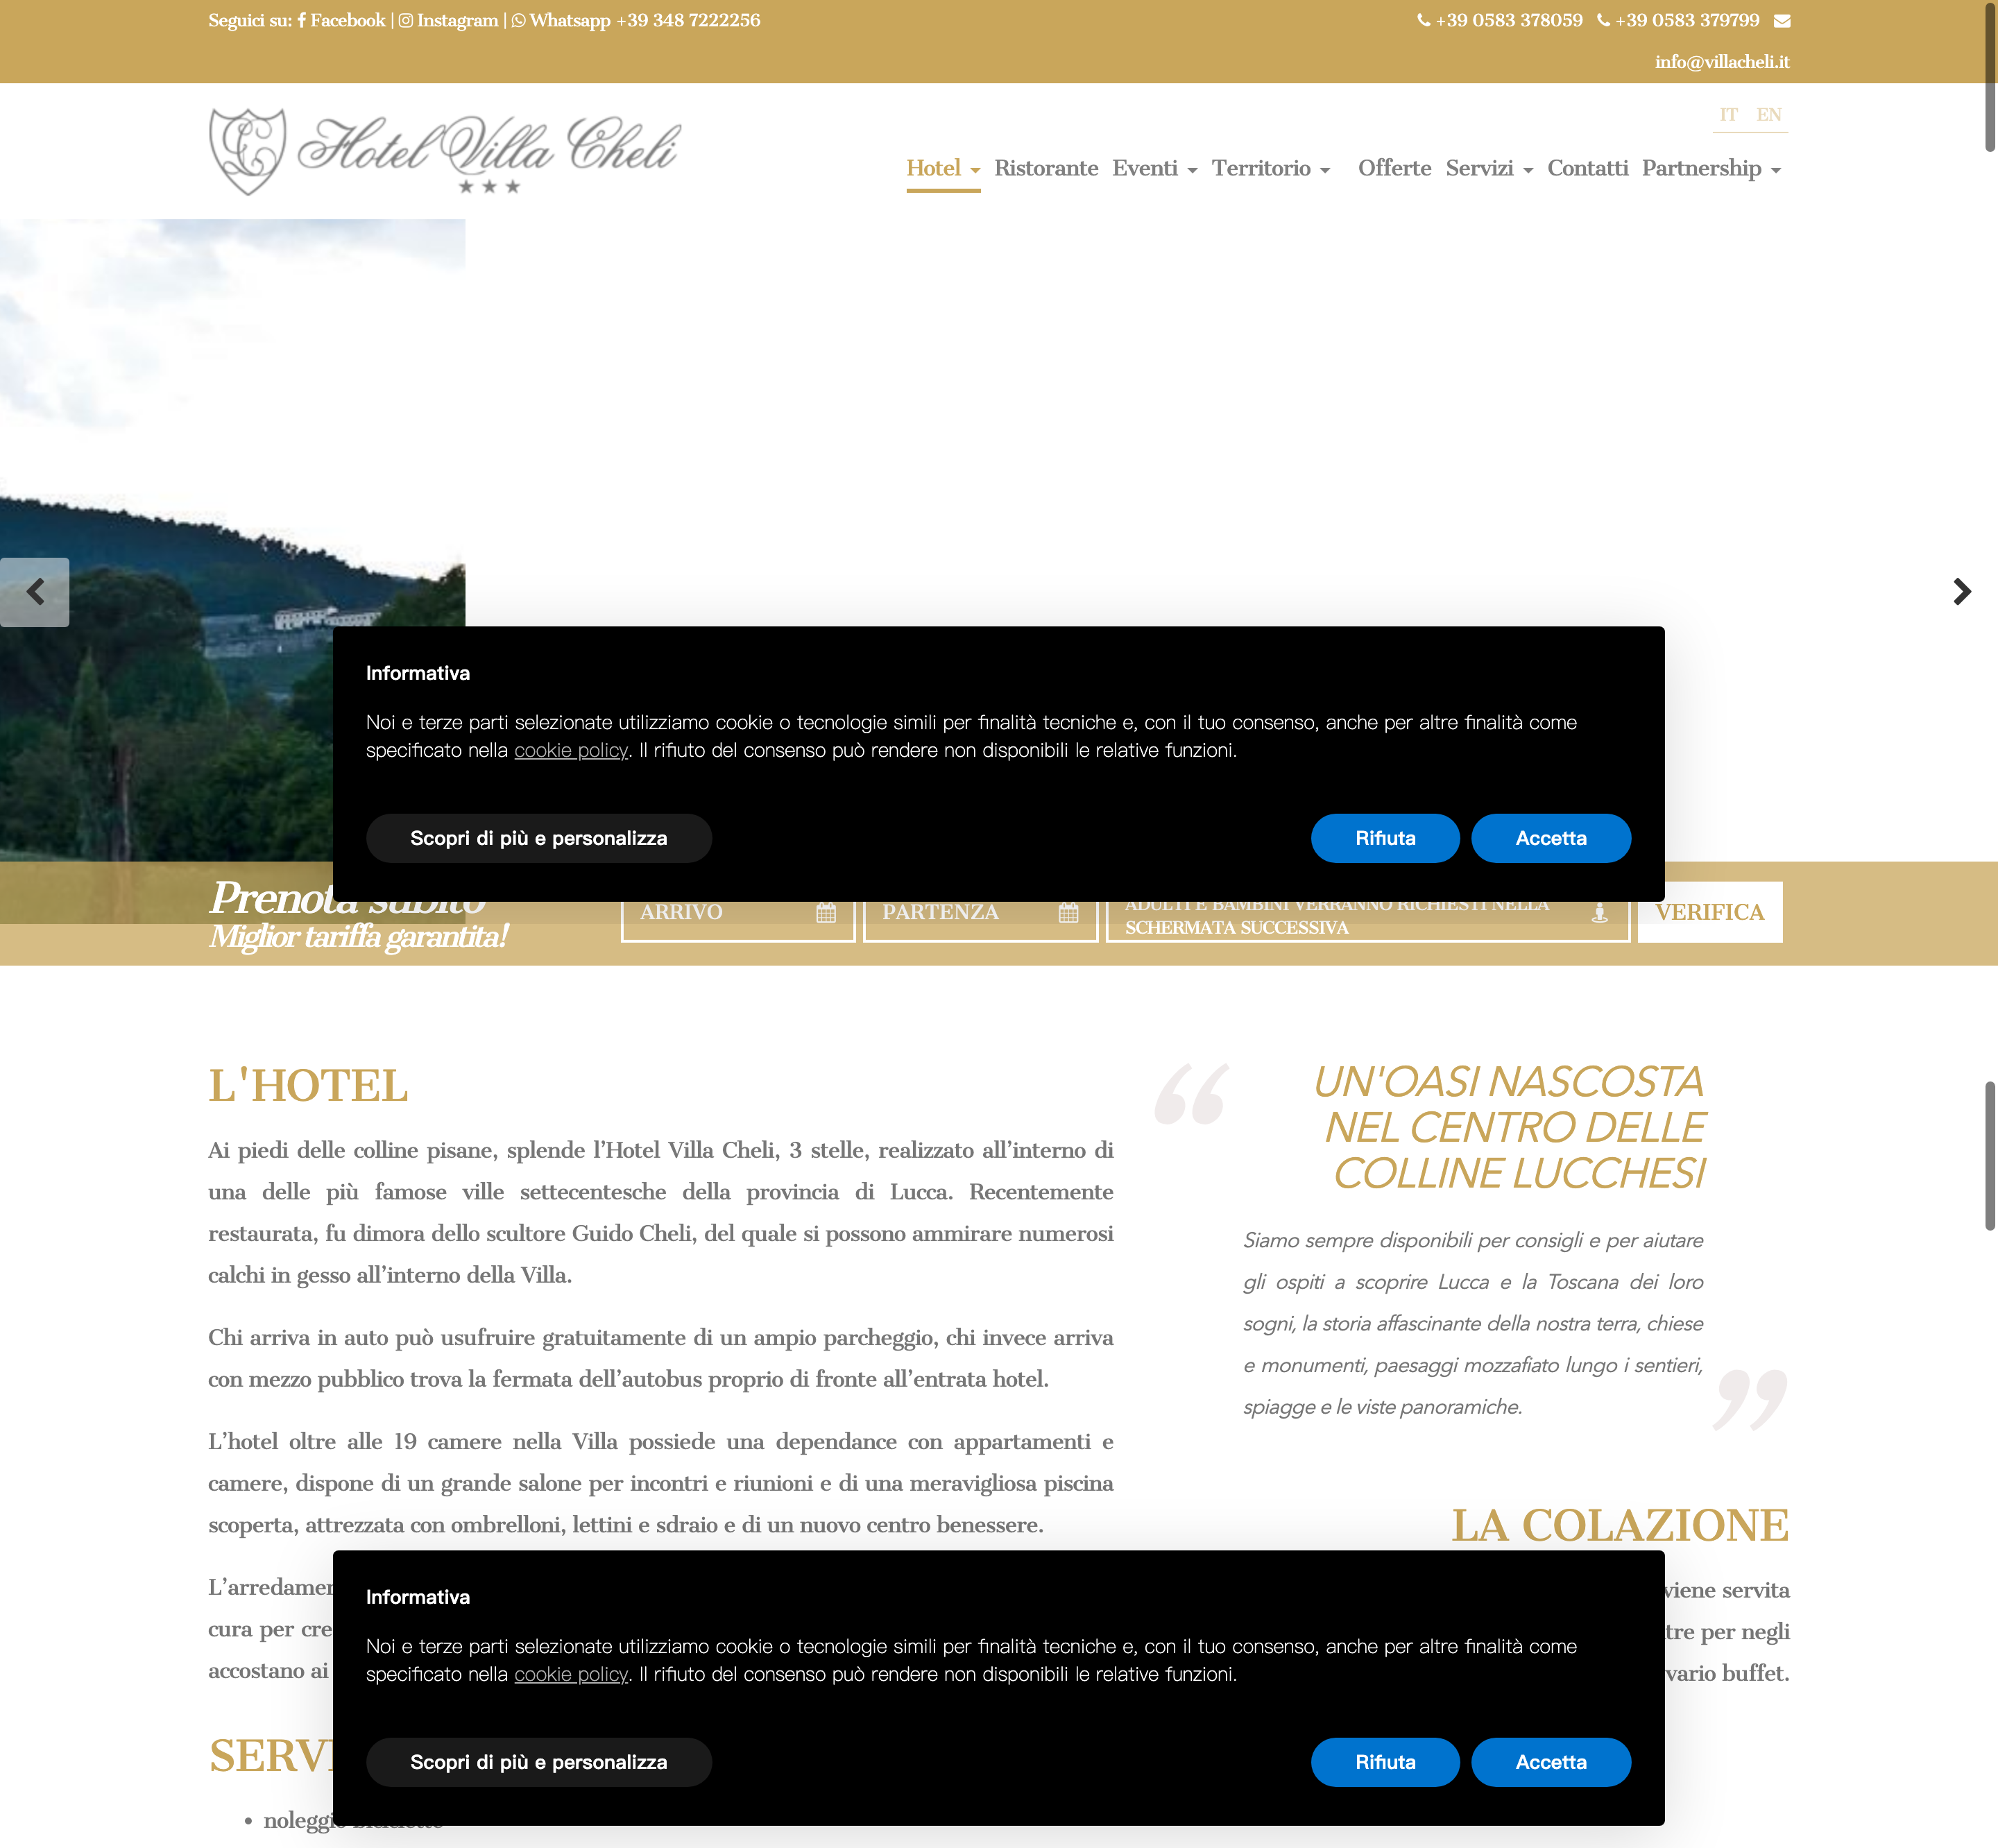 Seguici su: Facebook | Instagram | Whatsapp +39 348 7222256
+39 0583 378059 +39 0583 379799
info@villacheli.it
Hotel Villa Cheli
IT EN
Hotel Ristorante Eventi Territorio Offerte Servizi Contatti Partnership
Informativa
Noi e terze parti selezionate utilizziamo cookie o tecnologie simili per finalità tecniche e, con il tuo consenso, anche per altre finalità come
specificato nella cookie policy. Il rifiuto del consenso può rendere non disponibili le relative funzioni.
Scopri di più e personalizza Rifiuta Accetta
Prenota subito
Miglior tariffa garantita!
ARRIVO
PARTENZA
ADULTI E BAMBINI VERRANNO RICHIESTI NELLA
SCHERMATA SUCCESSIVA
VERIFICA
L'HOTEL
Ai piedi delle colline pisane, splende l’Hotel Villa Cheli, 3 stelle, realizzato all’interno di
una delle più famose ville settecentesche della provincia di Lucca. Recentemente
restaurata, fu dimora dello scultore Guido Cheli, del quale si possono ammirare numerosi
calchi in gesso all’interno della Villa.
Chi arriva in auto può usufruire gratuitamente di un ampio parcheggio, chi invece arriva
con mezzo pubblico trova la fermata dell’autobus proprio di fronte all’entrata hotel.
L’hotel oltre alle 19 camere nella Villa possiede una dependance con appartamenti e
camere, dispone di un grande salone per incontri e riunioni e di una meravigliosa piscina
scoperta, attrezzata con ombrelloni, lettini e sdraio e di un nuovo centro benessere.
L’arredamen
cura per cre
accostano ai
SERV
• noleggio biciclette
“
UN'OASI NASCOSTA
NEL CENTRO DELLE
COLLINE LUCCHESI
Siamo sempre disponibili per consigli e per aiutare
gli ospiti a scoprire Lucca e la Toscana dei loro
sogni, la storia affascinante della nostra terra, chiese
e monumenti, paesaggi mozzafiato lungo i sentieri,
spiagge e le viste panoramiche.
”
LA COLAZIONE
viene servita
tre per negli
vario buffet.
Informativa
Noi e terze parti selezionate utilizziamo cookie o tecnologie simili per finalità tecniche e, con il tuo consenso, anche per altre finalità come
specificato nella cookie policy. Il rifiuto del consenso può rendere non disponibili le relative funzioni.
Scopri di più e personalizza Rifiuta Accetta